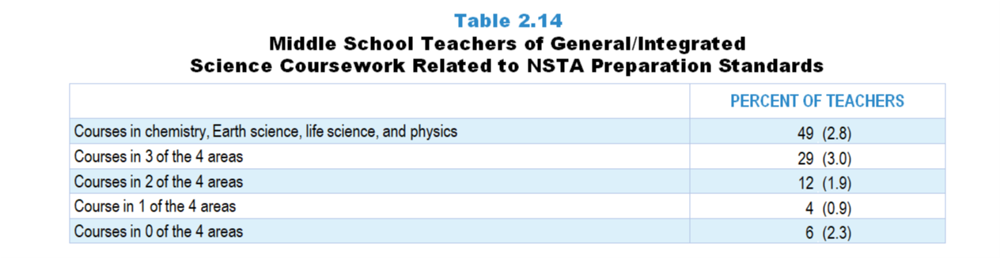 Table 2.14
Middle School Teachers of General/Integrated
Science Coursework Related to NSTA Preparation Standards
PERCENT OF TEACHERS
Courses in chemistry, Earth science, life science, and physics 49 (2.8)
Courses in 3 of the 4 areas 29 (3.0)
Courses in 2 of the 4 areas 12 (1.9)
Course in 1 of the 4 areas 4 (0.9)
Courses in 0 of the 4 areas 6 (2.3)